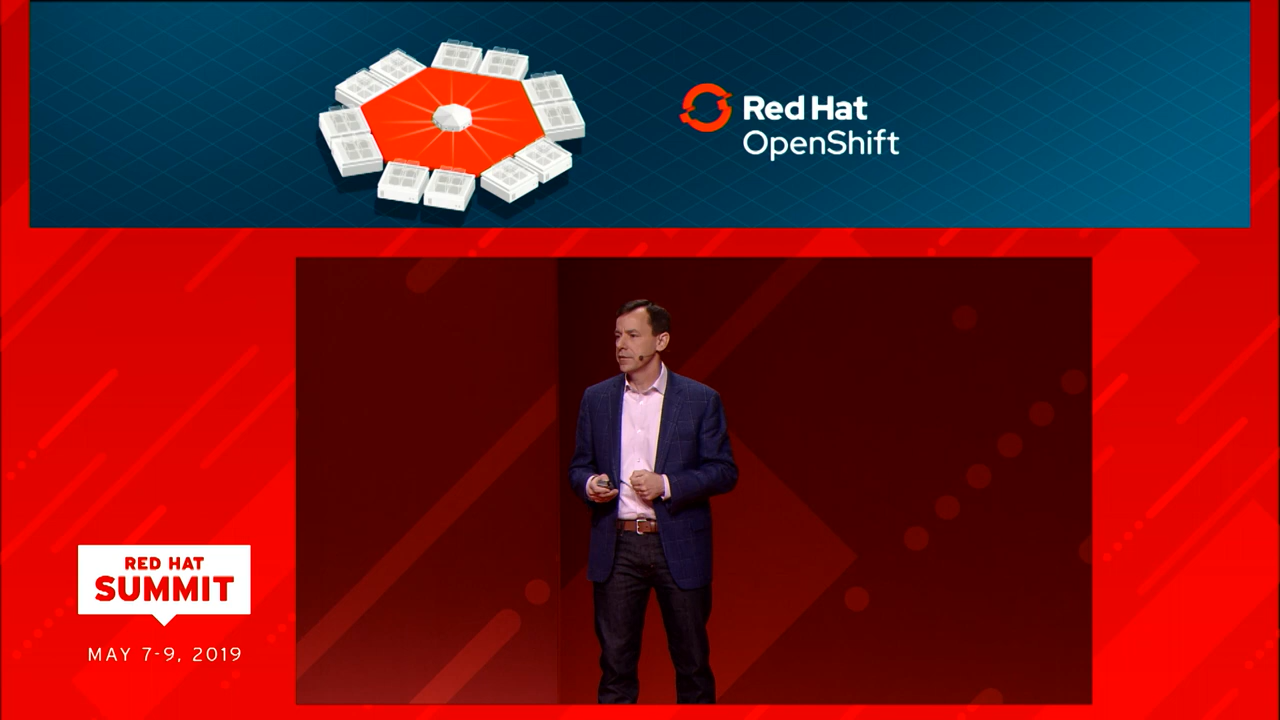 Red Hat
OpenShift
RED HAT
SUMMIT
MAY 7-9, 2019